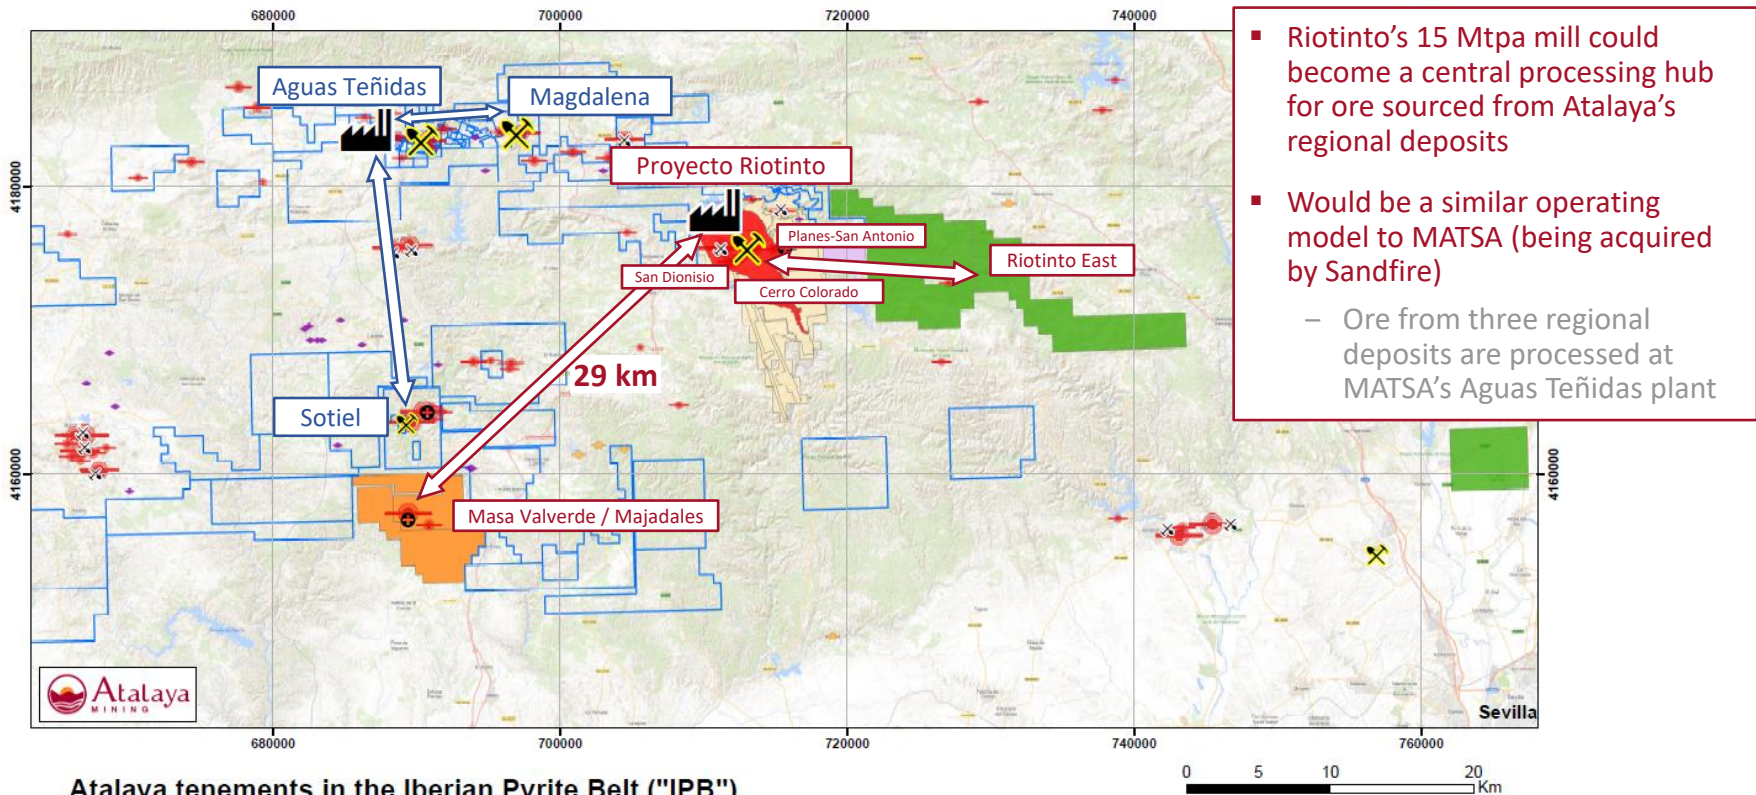 680000
700000
720000
740000
Aguas Teñidas
Magdalena
Proyecto Riotinto
4180000
Planes-San Antonio
San Dionisio
Riotinto East
Cerro Colorado
29 km
Sotiel
4160000
4160000
Masa Valverde / Majadales
Atalaya
MINING
Sevilla
680000
700000
720000
740000
760000
▪ Riotinto’s 15 Mtpa mill could
become a central processing hub
for ore sourced from Atalaya’s
regional deposits
▪ Would be a similar operating
model to MATSA (being acquired
by Sandfire)
– Ore from three regional
deposits are processed at
MATSA’s Aguas Teñidas plant
Atalaya tenements in the Iberian Pyrite Belt ("IPB")
0 5 10 20
Km